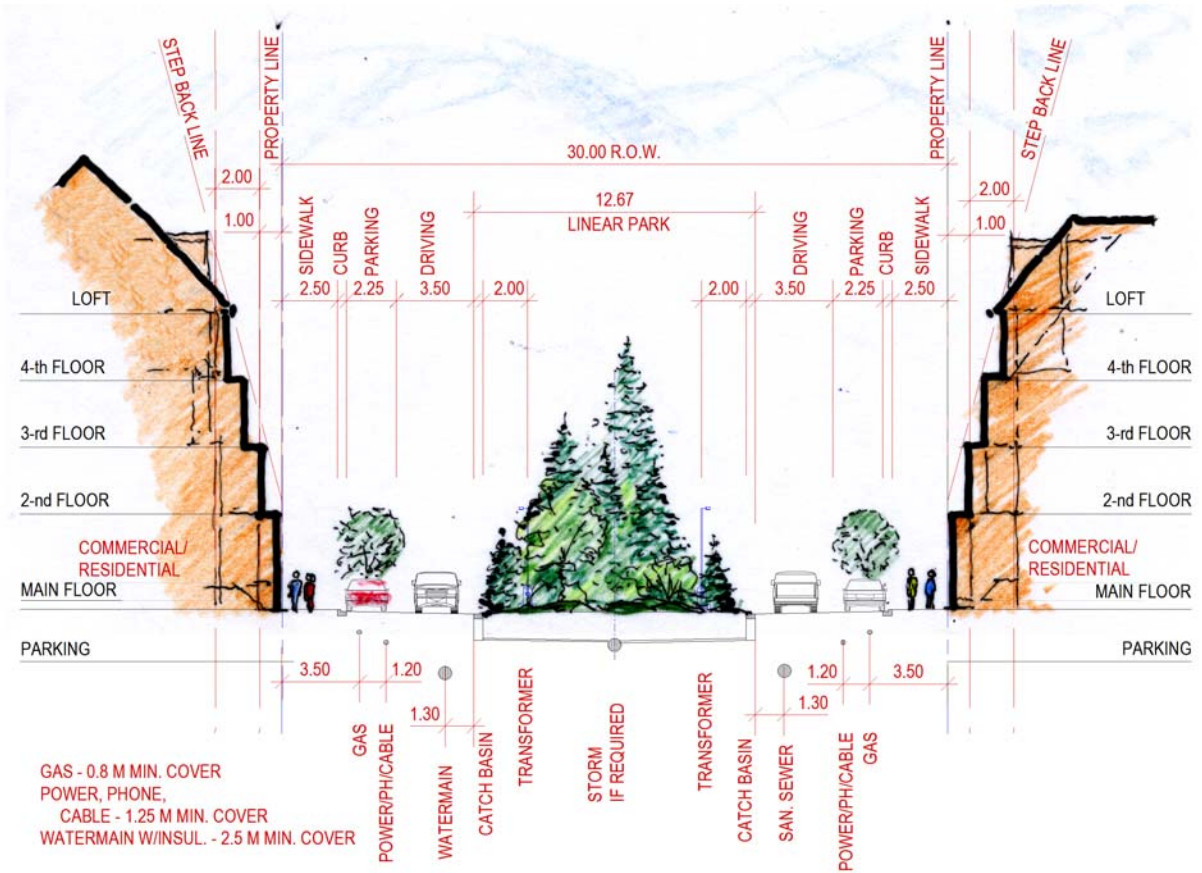 STEP BACK LINE
PROPERTY LINE
PROPERTY LINE
STEP BACK LINE
30.00 R.O.W.
2.00
12.67
2.00
1.00
LINEAR PARK
1.00
SIDEWALK
CURB
PARKING
DRIVING
DRIVING
PARKING
CURB
SIDEWALK
2.50
2.25
3.50
2.00
2.00
3.50
2.25
2.50
LOFT
LOFT
4-th FLOOR
4-th FLOOR
3-rd FLOOR
3-rd FLOOR
2-nd FLOOR
2-nd FLOOR
COMMERCIAL/
RESIDENTIAL
COMMERCIAL/
RESIDENTIAL
MAIN FLOOR
MAIN FLOOR
PARKING
PARKING
3.50
1.20
1.20
3.50
1.30
1.30
GAS
POWER/PH/CABLE
WATERMAIN
CATCH BASIN
TRANSFORMER
STORM
IF REQUIRED
TRANSFORMER
CATCH BASIN
SAN. SEWER
POWER/PH/CABLE
GAS
GAS - 0.8 M MIN. COVER
POWER, PHONE,
CABLE - 1.25 M MIN. COVER
WATERMAIN W/INSUL. - 2.5 M MIN. COVER